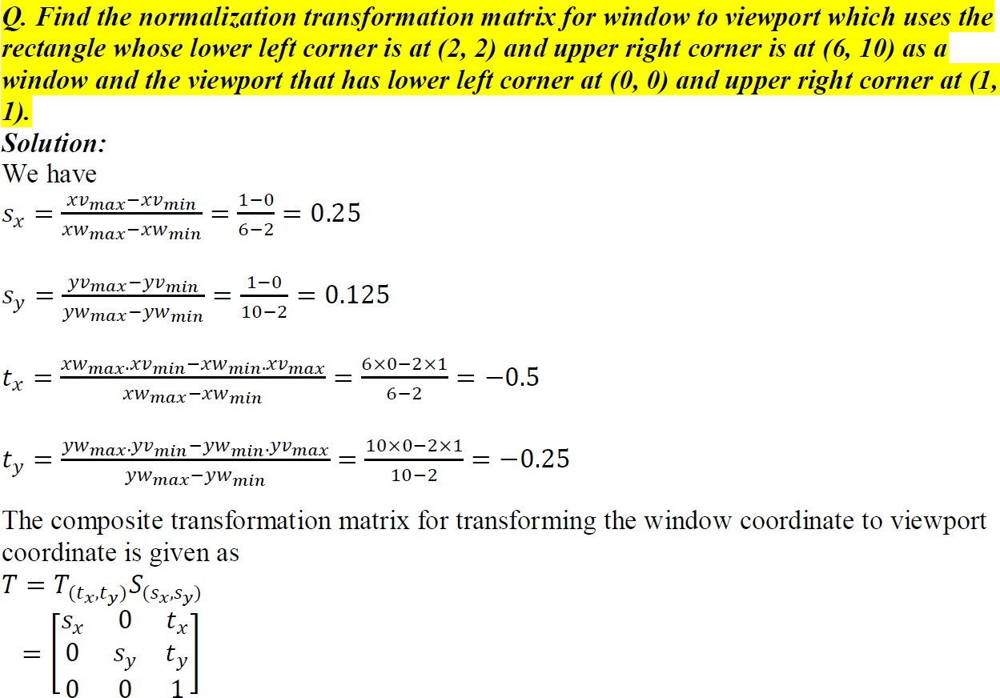 Q. Find the normalization transformation matrix for window to viewport which uses the
rectangle whose lower left corner is at (2, 2) and upper right corner is at (6, 10) as a
window and the viewport that has lower left corner at (0, 0) and upper right corner at (1,
1).
Solution:
We have
s_x = \frac{xv_{max}-xv_{min}}{xw_{max}-xw_{min}} = \frac{1-0}{6-2} = 0.25
s_y = \frac{yv_{max}-yv_{min}}{yw_{max}-yw_{min}} = \frac{1-0}{10-2} = 0.125
t_x = \frac{xw_{max}.xv_{min}-xw_{min}.xv_{max}}{xw_{max}-xw_{min}} = \frac{6×0-2×1}{6-2} = -0.5
t_y = \frac{yw_{max}.yv_{min}-yw_{min}.yv_{max}}{yw_{max}-yw_{min}} = \frac{10×0-2×1}{10-2} = -0.25
The composite transformation matrix for transforming the window coordinate to viewport
coordinate is given as
T = T_{(t_x,t_y)}S_{(s_x,s_y)}
= \begin{bmatrix} s_x & 0 & t_x \\ 0 & s_y & t_y \\ 0 & 0 & 1 \end{bmatrix}